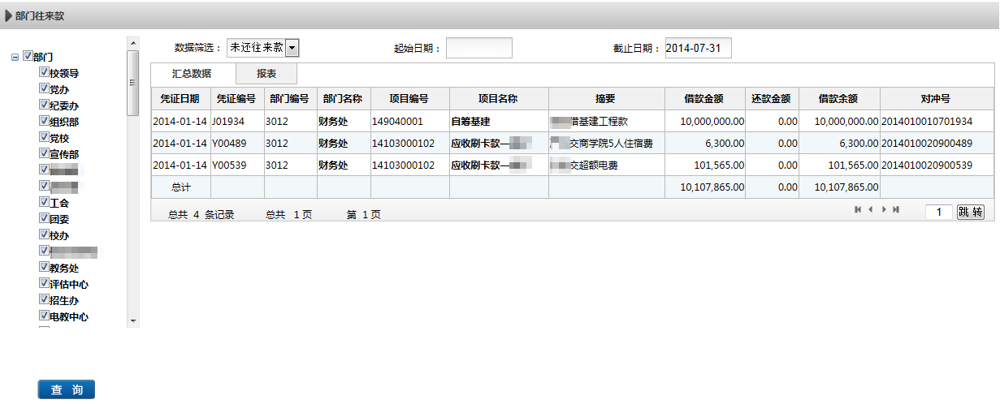 部门往来款
数据筛选： 未还往来款 起始日期： 截止日期： 2014-07-31
部门
校领导
党办
纪委办
组织部
党校
宣传部
工会
团委
校办
教务处
评估中心
招生办
电教中心
查 询
汇总数据 报表
凭证日期 凭证编号 部门编号 部门名称 项目编号 项目名称 摘要 借款金额 还款金额 借款余额 对冲号
2014-01-14 J01934 3012 财务处 149040001 自筹基建 借基建工程款 10,000,000.00 0.00 10,000,000.00 2014010010701934
2014-01-14 Y00489 3012 财务处 14103000102 应收刷卡款— 交商学院5人住宿费 6,300.00 0.00 6,300.00 2014010020900489
2014-01-14 Y00539 3012 财务处 14103000102 应收刷卡款— 交超额电费 101,565.00 0.00 101,565.00 2014010020900539
总计 10,107,865.00 0.00 10,107,865.00
总共 4 条记录 总共 1 页 第 1 页 1 跳 转